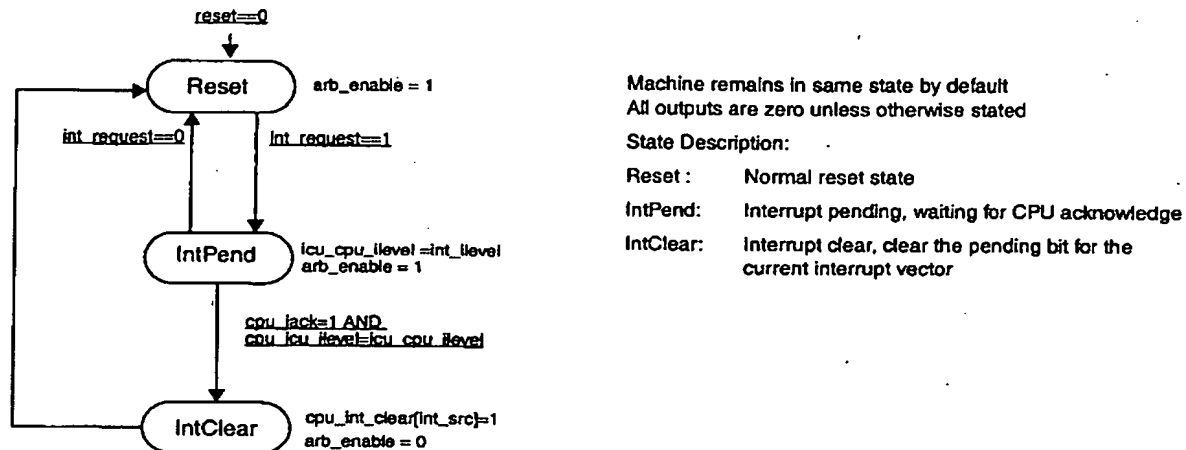 reset==0
Reset
arb_enable = 1
int_request==0
int_request==1
IntPend
icu_cpu_ilevel =int_ilevel
arb_enable = 1
cpu_iack=1 AND
cpu_icu_ilevel=icu_cpu_ilevel
IntClear
cpu_int_clear[int_src]=1
arb_enable = 0
Machine remains in same state by default
All outputs are zero unless otherwise stated
State Description:
Reset : Normal reset state
IntPend: Interrupt pending, waiting for CPU acknowledge
IntClear: Interrupt clear, clear the pending bit for the
current interrupt vector